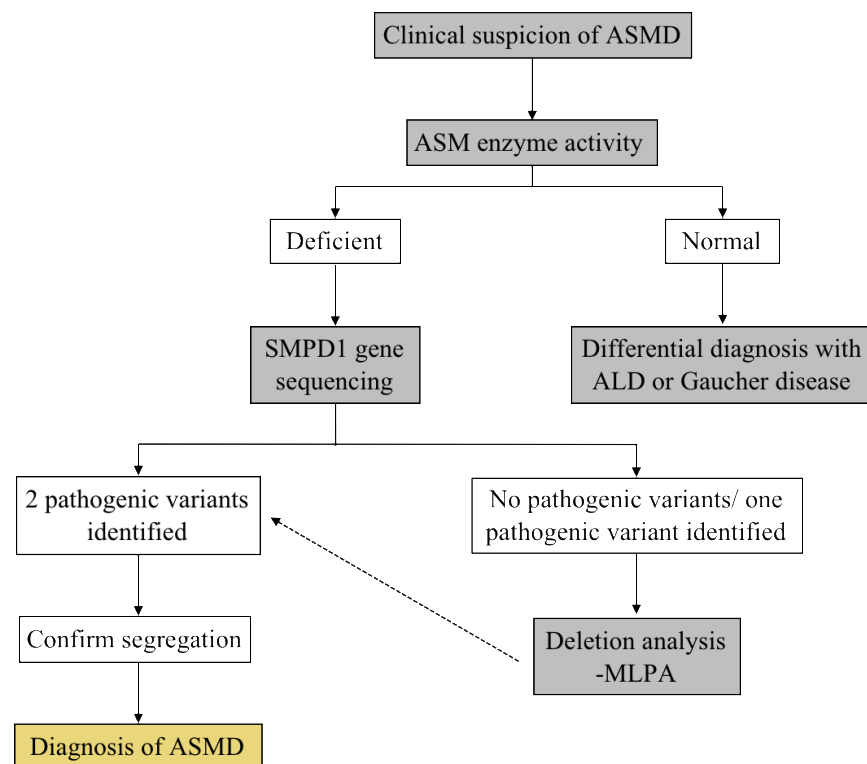 Clinical suspicion of ASMD
ASM enzyme activity
Deficient
Normal
SMPD1 gene
sequencing
Differential diagnosis with
ALD or Gaucher disease
2 pathogenic variants
identified
No pathogenic variants/ one
pathogenic variant identified
Confirm segregation
Deletion analysis
-MLPA
Diagnosis of ASMD